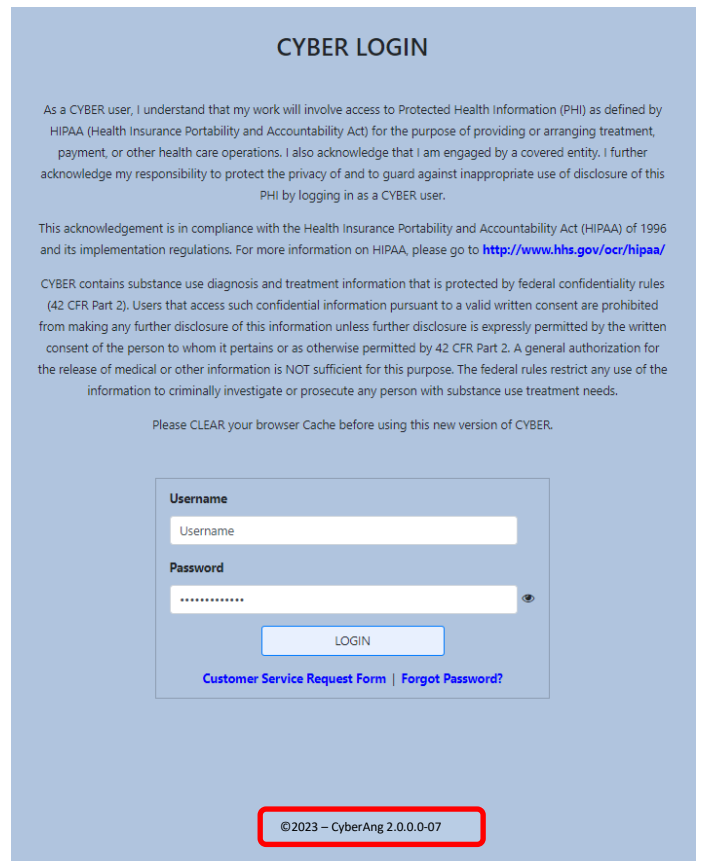 CYBER LOGIN
As a CYBER user, I understand that my work will involve access to Protected Health Information (PHI) as defined by
HIPAA (Health Insurance Portability and Accountability Act) for the purpose of providing or arranging treatment,
payment, or other health care operations. I also acknowledge that I am engaged by a covered entity. I further
acknowledge my responsibility to protect the privacy of and to guard against inappropriate use of disclosure of this
PHI by logging in as a CYBER user.
This acknowledgement is in compliance with the Health Insurance Portability and Accountability Act (HIPAA) of 1996
and its implementation regulations. For more information on HIPAA, please go to http://www.hhs.gov/ocr/hipaa/
CYBER contains substance use diagnosis and treatment information that is protected by federal confidentiality rules
(42 CFR Part 2). Users that access such confidential information pursuant to a valid written consent are prohibited
from making any further disclosure of this information unless further disclosure is expressly permitted by the written
consent of the person to whom it pertains or as otherwise permitted by 42 CFR Part 2. A general authorization for
the release of medical or other information is NOT sufficient for this purpose. The federal rules restrict any use of the
information to criminally investigate or prosecute any person with substance use treatment needs.
Please CLEAR your browser Cache before using this new version of CYBER.
Username
Username
Password
•••••••••••••
LOGIN
Customer Service Request Form | Forgot Password?
©2023 – CyberAng 2.0.0.0-07